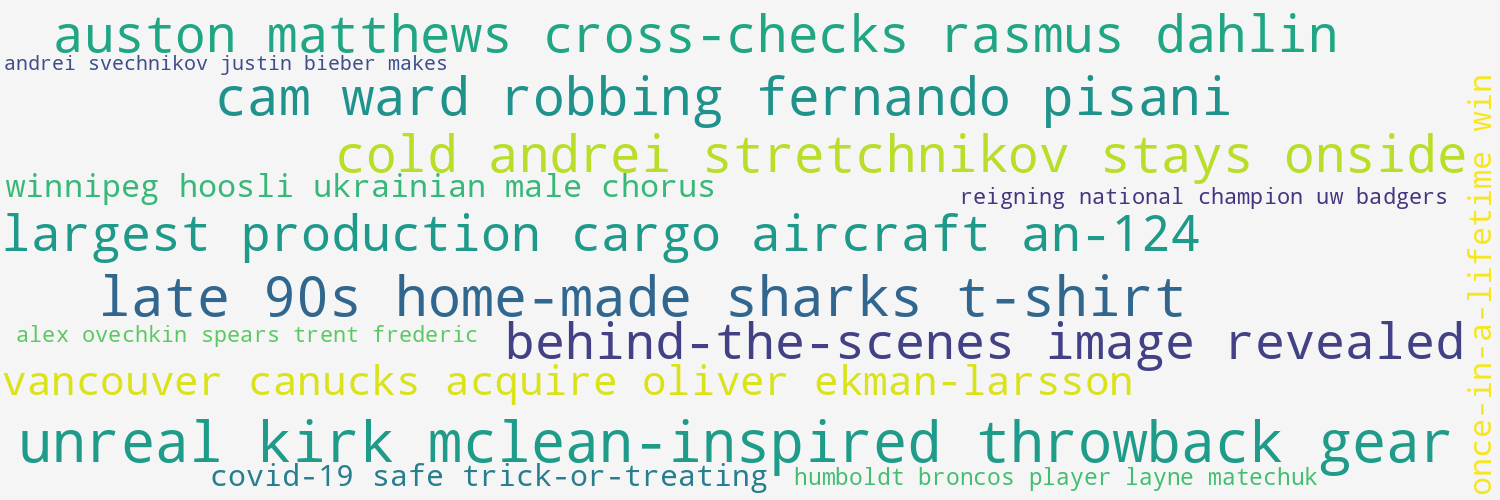 auston matthews cross-checks rasmus dahlin
andrei svechnikov justin bieber makes
cam ward robbing fernando pisani
cold andrei stretchnikov stays onside
winnipeg hoosli ukrainian male chorus
reigning national champion uw badgers
largest production cargo aircraft an-124
late 90s home-made sharks t-shirt
alex ovechkin spears trent frederic
behind-the-scenes image revealed
vancouver canucks acquire oliver ekman-larsson
unreal kirk mclean-inspired throwback gear
covid-19 safe trick-or-treating
humboldt broncos player layne matechuk
once-in-a-lifetime win